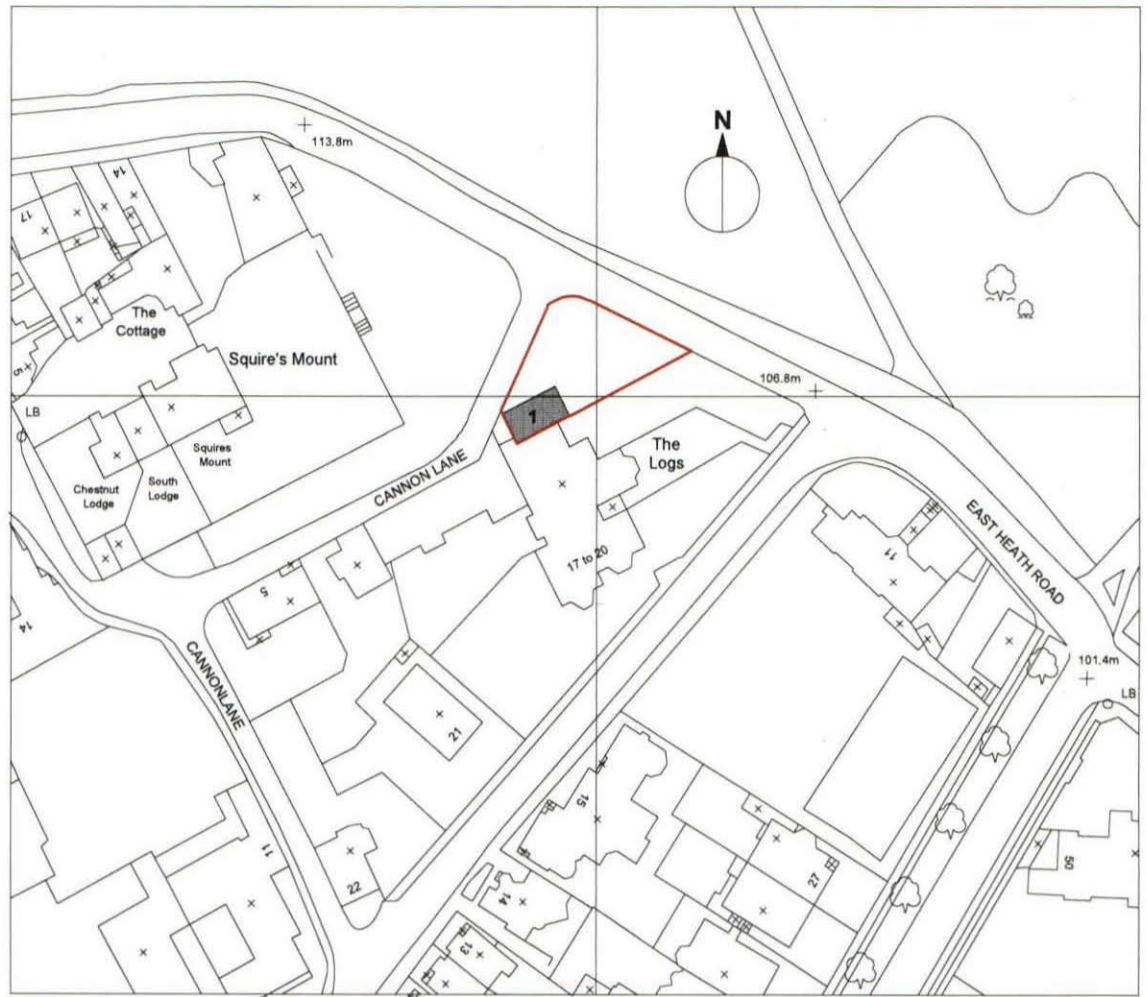 113.8m
N
14
17
The
Cottage
Squire's Mount
5
LB
1
106.8m
The
Logs
Squires
Mount
South
Lodge
Chestnut
Lodge
CANNON LANE
17 to 20
11
EAST HEATH ROAD
5
14
CANNONLANE
101.4m
LB
21
15
11
22
27
50
14
13